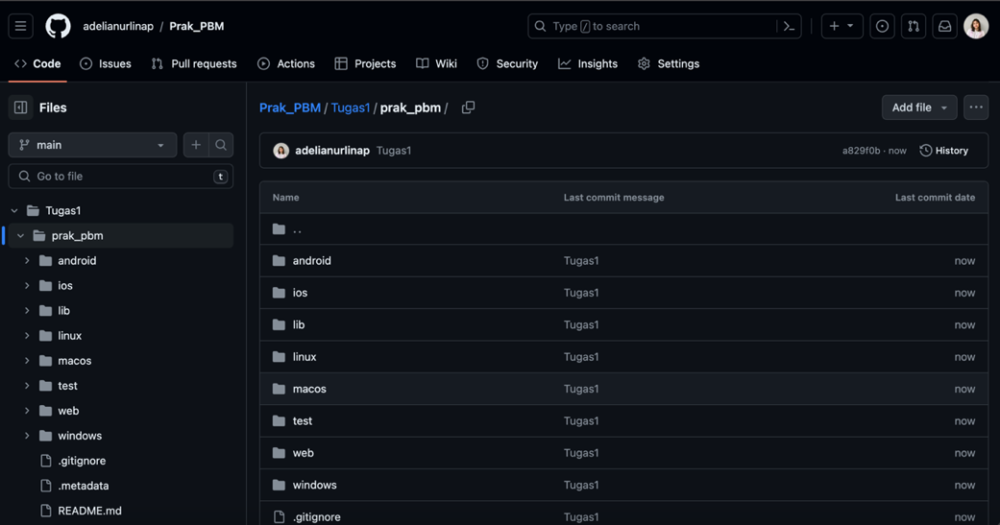 adelianurlinap / Prak_PBM
Type / to search
Code Issues Pull requests Actions Projects Wiki Security Insights Settings
Files
main
Go to file t
Tugas1
prak_pbm
android
ios
lib
linux
macos
test
web
windows
.gitignore
.metadata
README.md
Prak_PBM / Tugas1 / prak_pbm /
Add file
adelianurlinap Tugas1
a829f0b · now History
Name Last commit message Last commit date
..
android Tugas1 now
ios Tugas1 now
lib Tugas1 now
linux Tugas1 now
macos Tugas1 now
test Tugas1 now
web Tugas1 now
windows Tugas1 now
.gitignore Tugas1 now